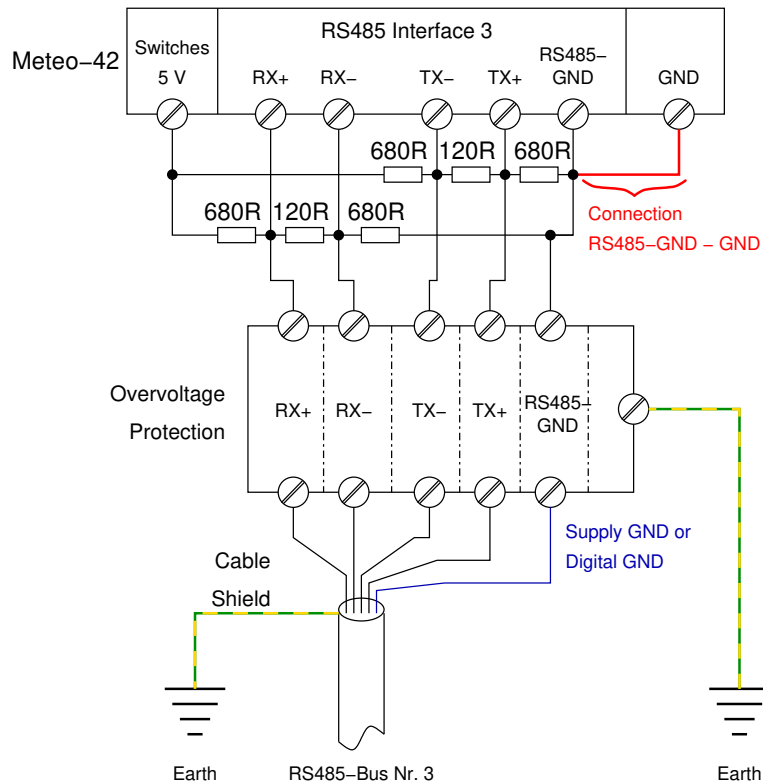 Meteo−42
Switches
5 V
RS485 Interface 3
RX+
RX−
TX−
TX+
RS485−
GND
GND
680R
120R
680R
680R
120R
680R
Connection
RS485−GND − GND
Overvoltage
Protection
RX+
RX−
TX−
TX+
RS485−
GND
Supply GND or
Digital GND
Cable
Shield
Earth
RS485−Bus Nr. 3
Earth